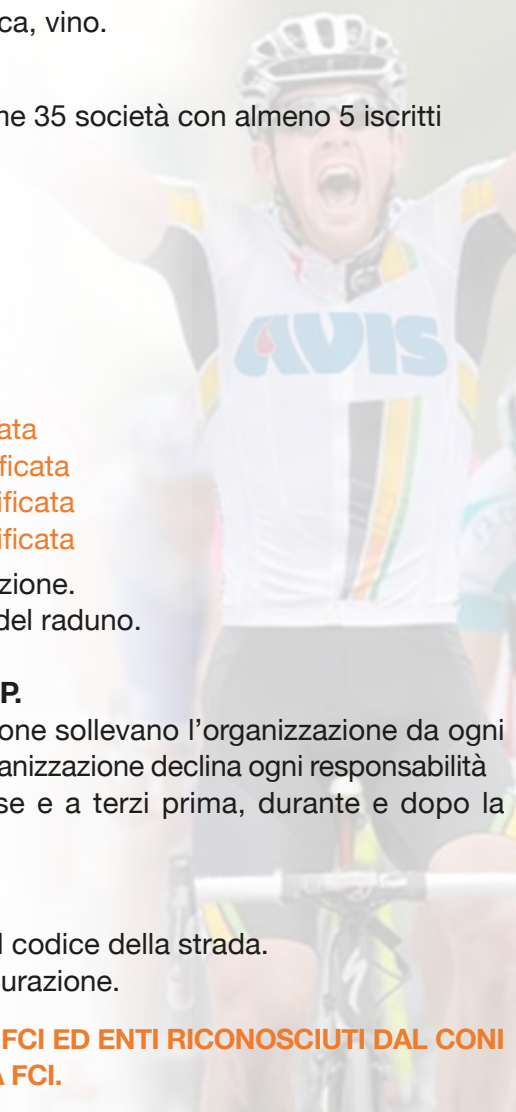 ca, vino.
ne 35 società con almeno 5 iscritti
AVIS
ata
ficata
ificata
ificata
zione.
del raduno.
P.
one sollevano l’organizzazione da ogni
anizzazione declina ogni responsabilità
se e a terzi prima, durante e dopo la
l codice della strada.
urazione.
FCI ED ENTI RICONOSCIUTI DAL CONI
A FCI.